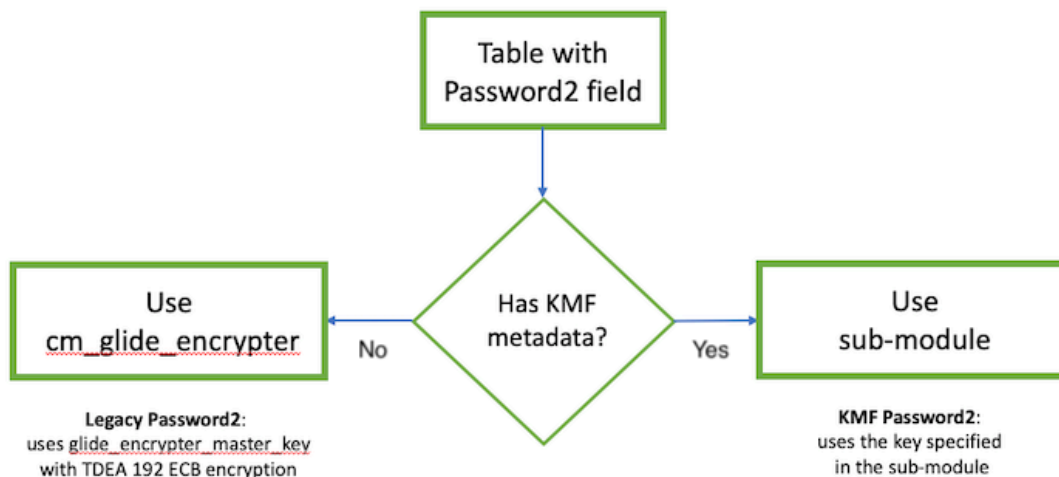 Table with
Password2 field
Has KMF
metadata?
Use
cm_glide_encrypter
No
Yes
Use
sub-module
Legacy Password2:
uses glide_encrypter_master_key
with TDEA 192 ECB encryption
KMF Password2:
uses the key specified
in the sub-module